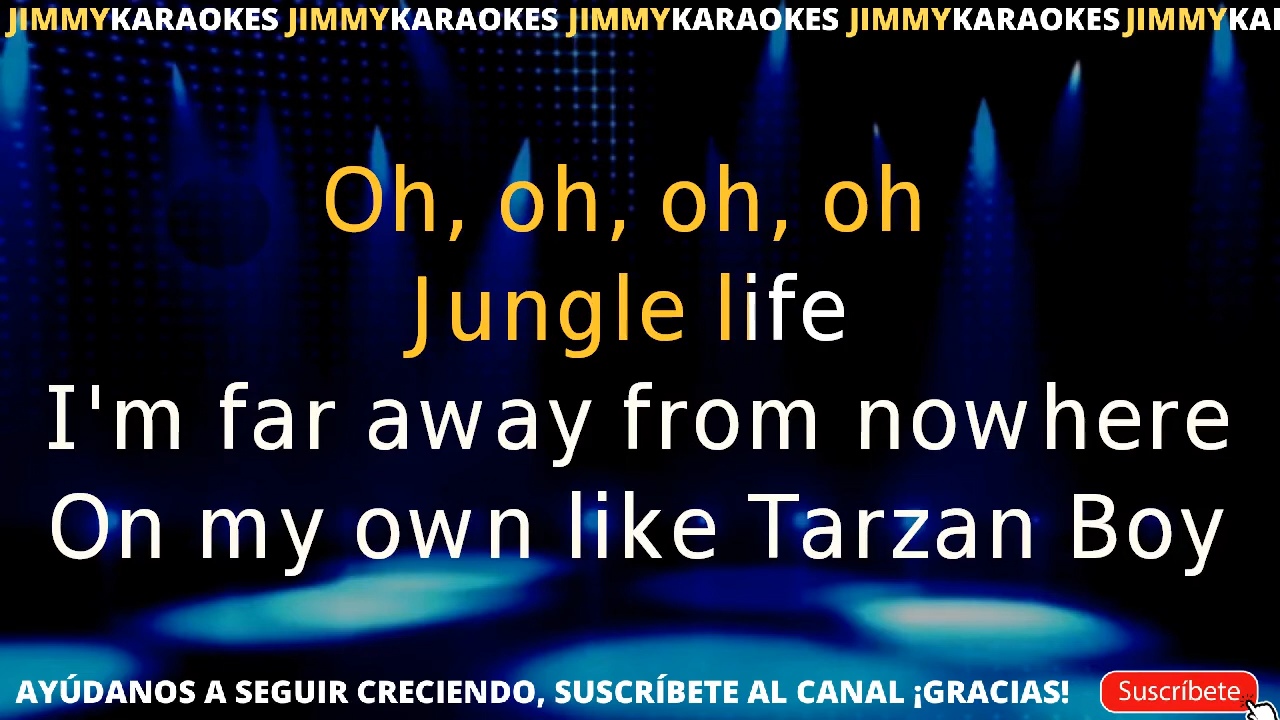 JIMMYKARAOKES JIMMYKARAOKES JIMMYKARAOKES JIMMYKARAOKES JIMMYKA
Oh, oh, oh, oh
Jungle life
I'm far away from nowhere
On my own like Tarzan Boy
AYÚDANOS A SEGUIR CRECIENDO, SUSCRÍBETE AL CANAL ¡GRACIAS! Suscríbete